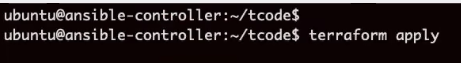 ubuntu@ansible-controller:~/tcode$
ubuntu@ansible-controller:~/tcode$ terraform apply